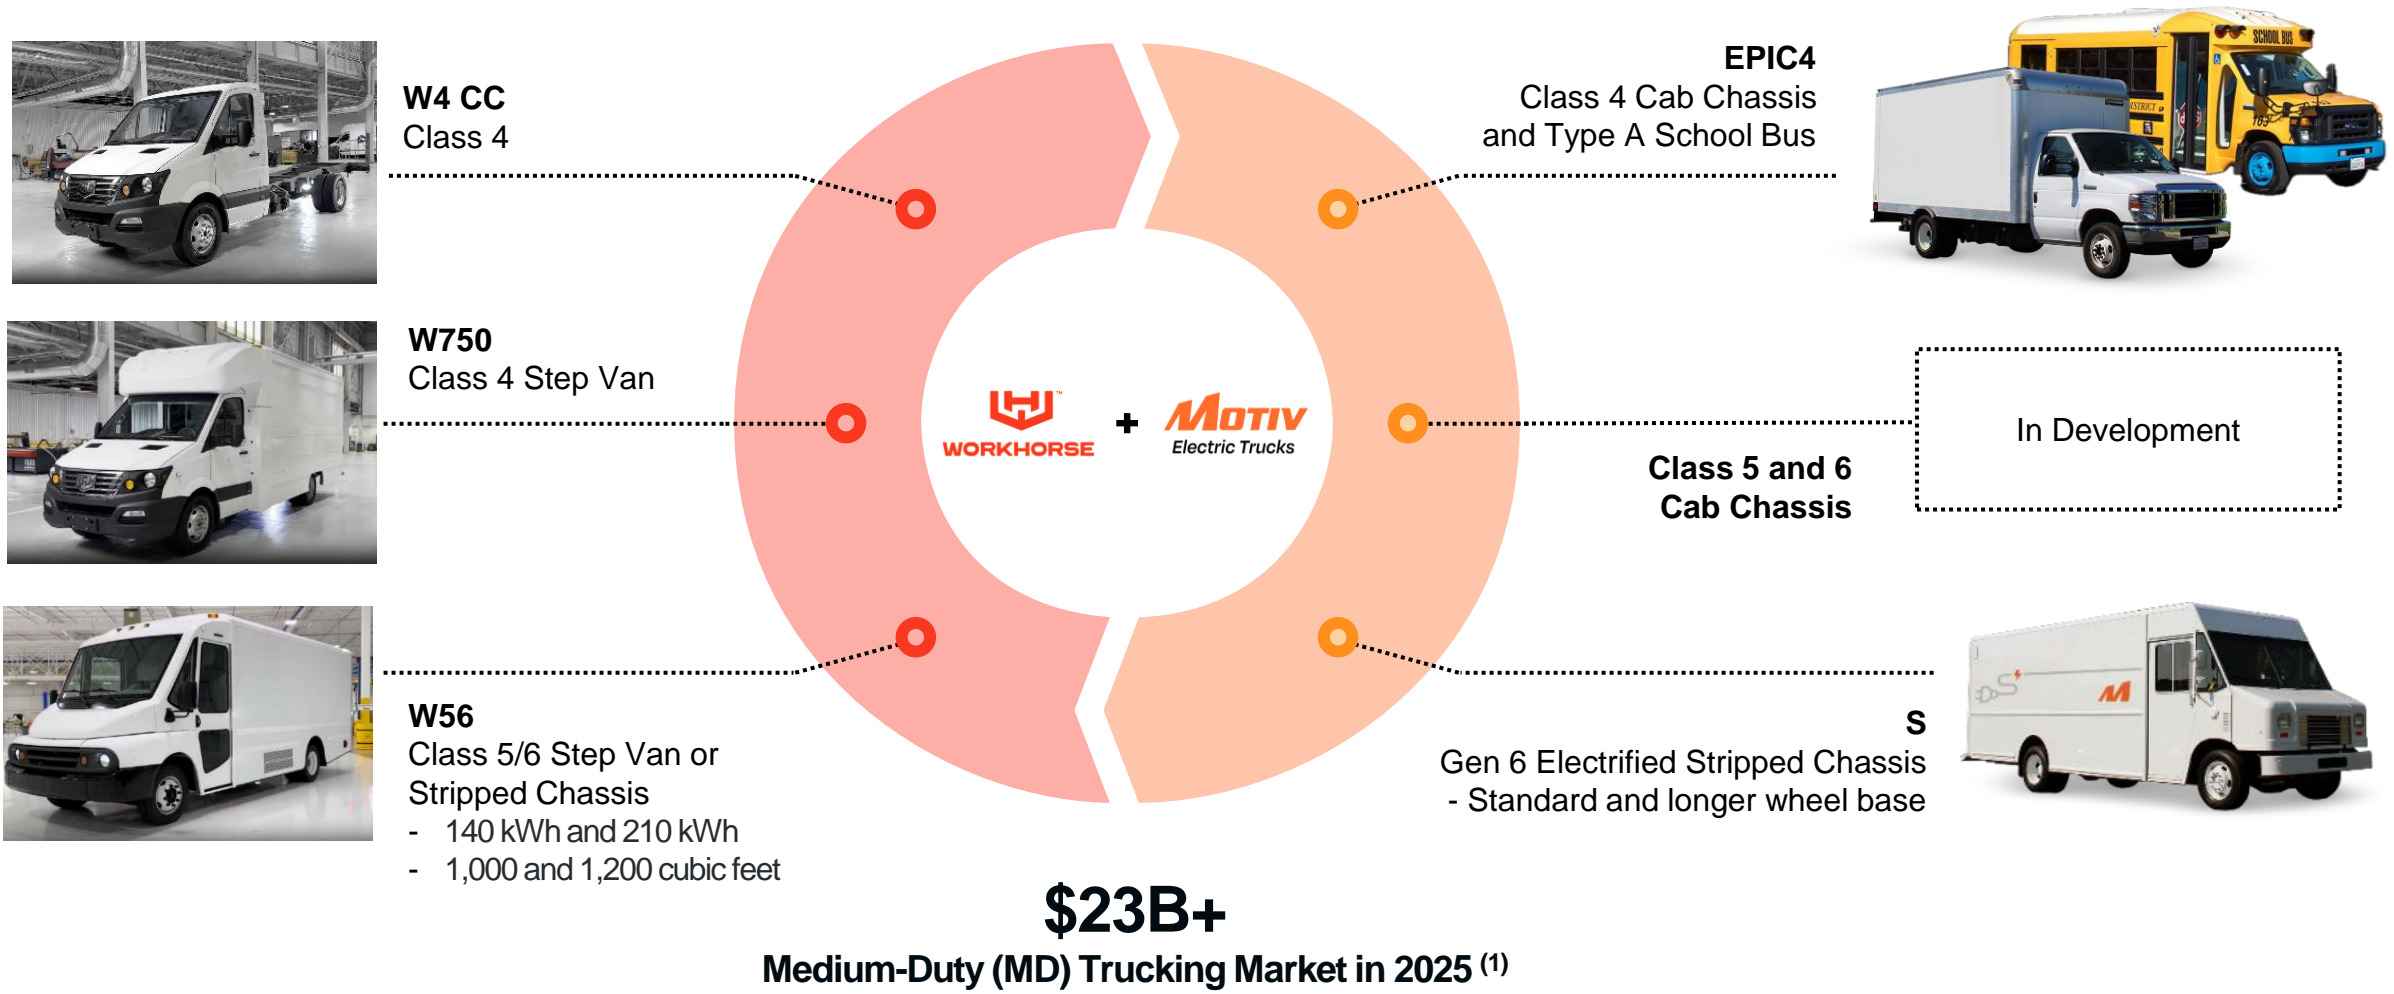 W4 CC
Class 4
EPIC4
Class 4 Cab Chassis
and Type A School Bus
SCHOOL BUS
W750
Class 4 Step Van
WORKHORSE
+
MOTIV
Electric Trucks
Class 5 and 6
Cab Chassis
In Development
W56
Class 5/6 Step Van or
Stripped Chassis
- 140 kWh and 210 kWh
- 1,000 and 1,200 cubic feet
S
Gen 6 Electrified Stripped Chassis
- Standard and longer wheel base
$23B+
Medium-Duty (MD) Trucking Market in 2025 (1)